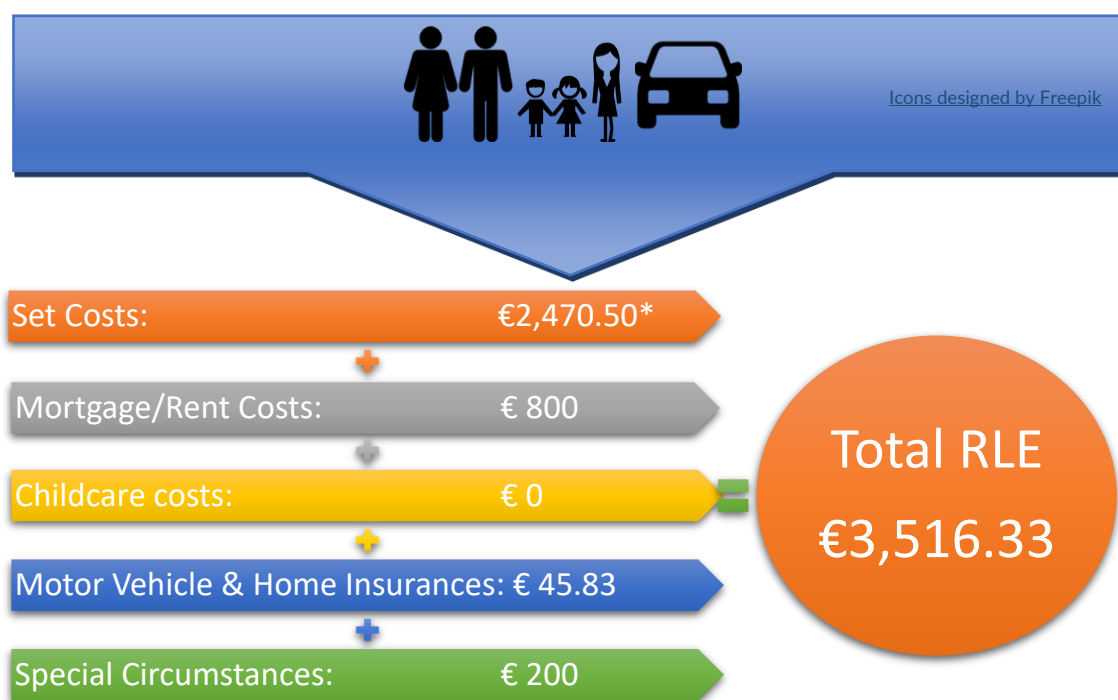 Icons designed by Freepik
Set Costs: €2,470.50*
Mortgage/Rent Costs: € 800
Childcare costs: € 0
Motor Vehicle & Home Insurances: € 45.83
Special Circumstances: € 200
Total RLE
€3,516.33